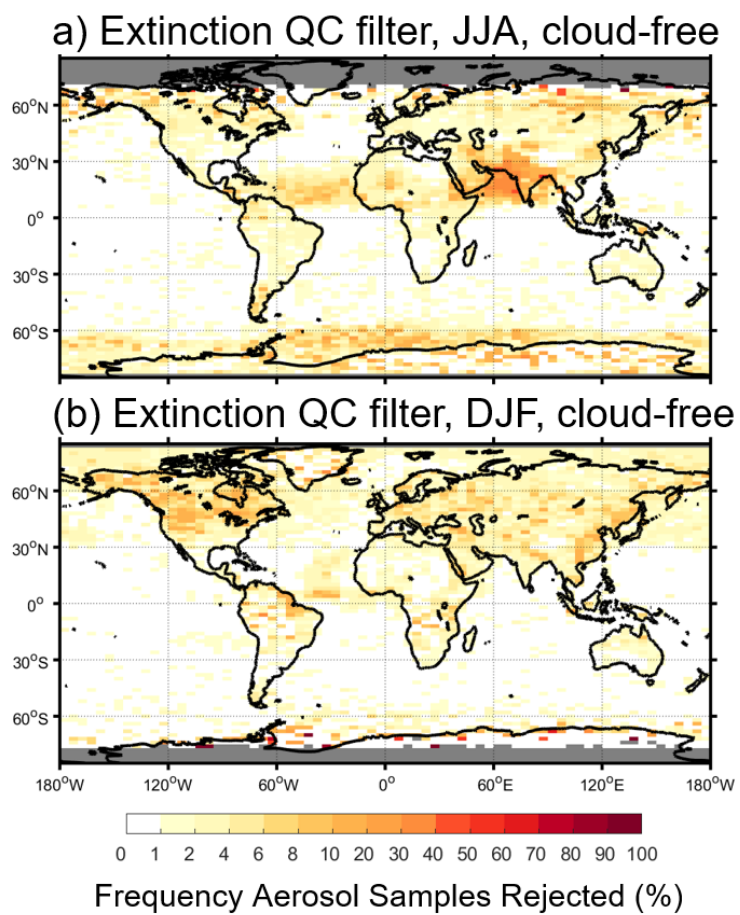 a) Extinction QC filter, JJA, cloud-free
60°N
30°N
0°
30°S
60°S
(b) Extinction QC filter, DJF, cloud-free
60°N
30°N
0°
30°S
60°S
180°W 120°W 60°W 0° 60°E 120°E 180°W
0 1 2 4 6 8 10 20 30 40 50 60 70 80 90 100
Frequency Aerosol Samples Rejected (%)